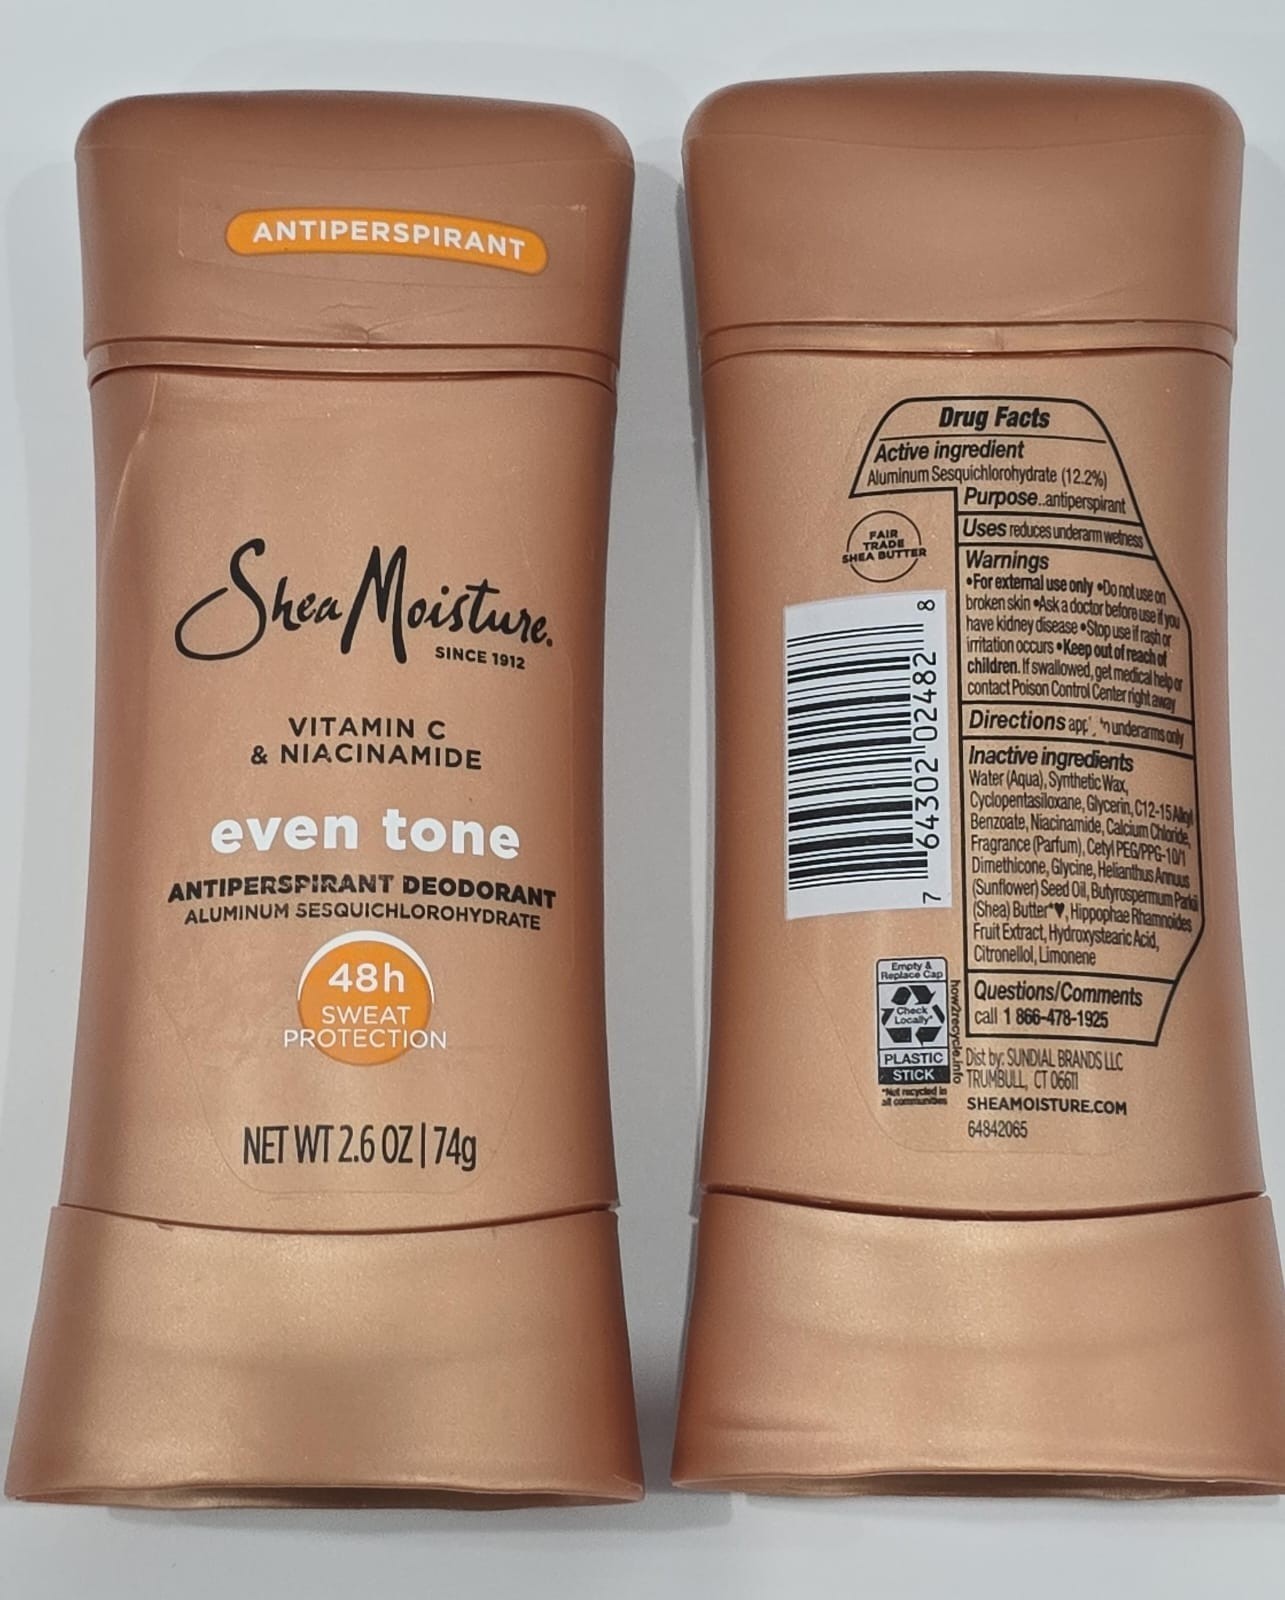 ANTIPERSPIRANT
Shea Moisture.
SINCE 1912
VITAMIN C
& NIACINAMIDE
even tone
ANTIPERSPIRANT DEODORANT
ALUMINUM SESQUICHLOROHYDRATE
48h
SWEAT
PROTECTION
NET WT 2.6 OZ | 74g
Drug Facts
Active ingredient
Aluminum Sesquichlorohydrate (12.2%)
Purpose..antiperspirant
Uses reduces underarm wetness
Warnings
•For external use only •Do not use on
broken skin •Ask a doctor before use if you
have kidney disease •Stop use if rash or
irritation occurs •Keep out of reach of
children. If swallowed, get medical help or
contact Poison Control Center right away
Directions underarms only
Inactive ingredients
Water (Aqua), Synthetic Wax,
Cyclopentasiloxane, Glycerin, C12-15 Alkyl
Benzoate, Niacinamide, Calcium Chloride,
Fragrance (Parfum), Cetyl PEG/PPG-10/1
Dimethicone, Glycine, Helianthus Annuus
(Sunflower) Seed Oil, Butyrospermum Parkii
(Shea) Butter*♥, Hippophae Rhamnoides
Fruit Extract, Hydroxystearic Acid,
Citronellol, Limonene
Questions/Comments
call 1 866-478-1925
Dist by: SUNDIAL BRANDS LLC
TRUMBULL, CT 06611
SHEAMOISTURE.COM
64842065
FAIR
TRADE
SHEA BUTTER
7 64302 02482 8
Empty &
Replace Cap
Check
Locally*
PLASTIC
STICK
*Not recycled in
all communities
how2recycle.info